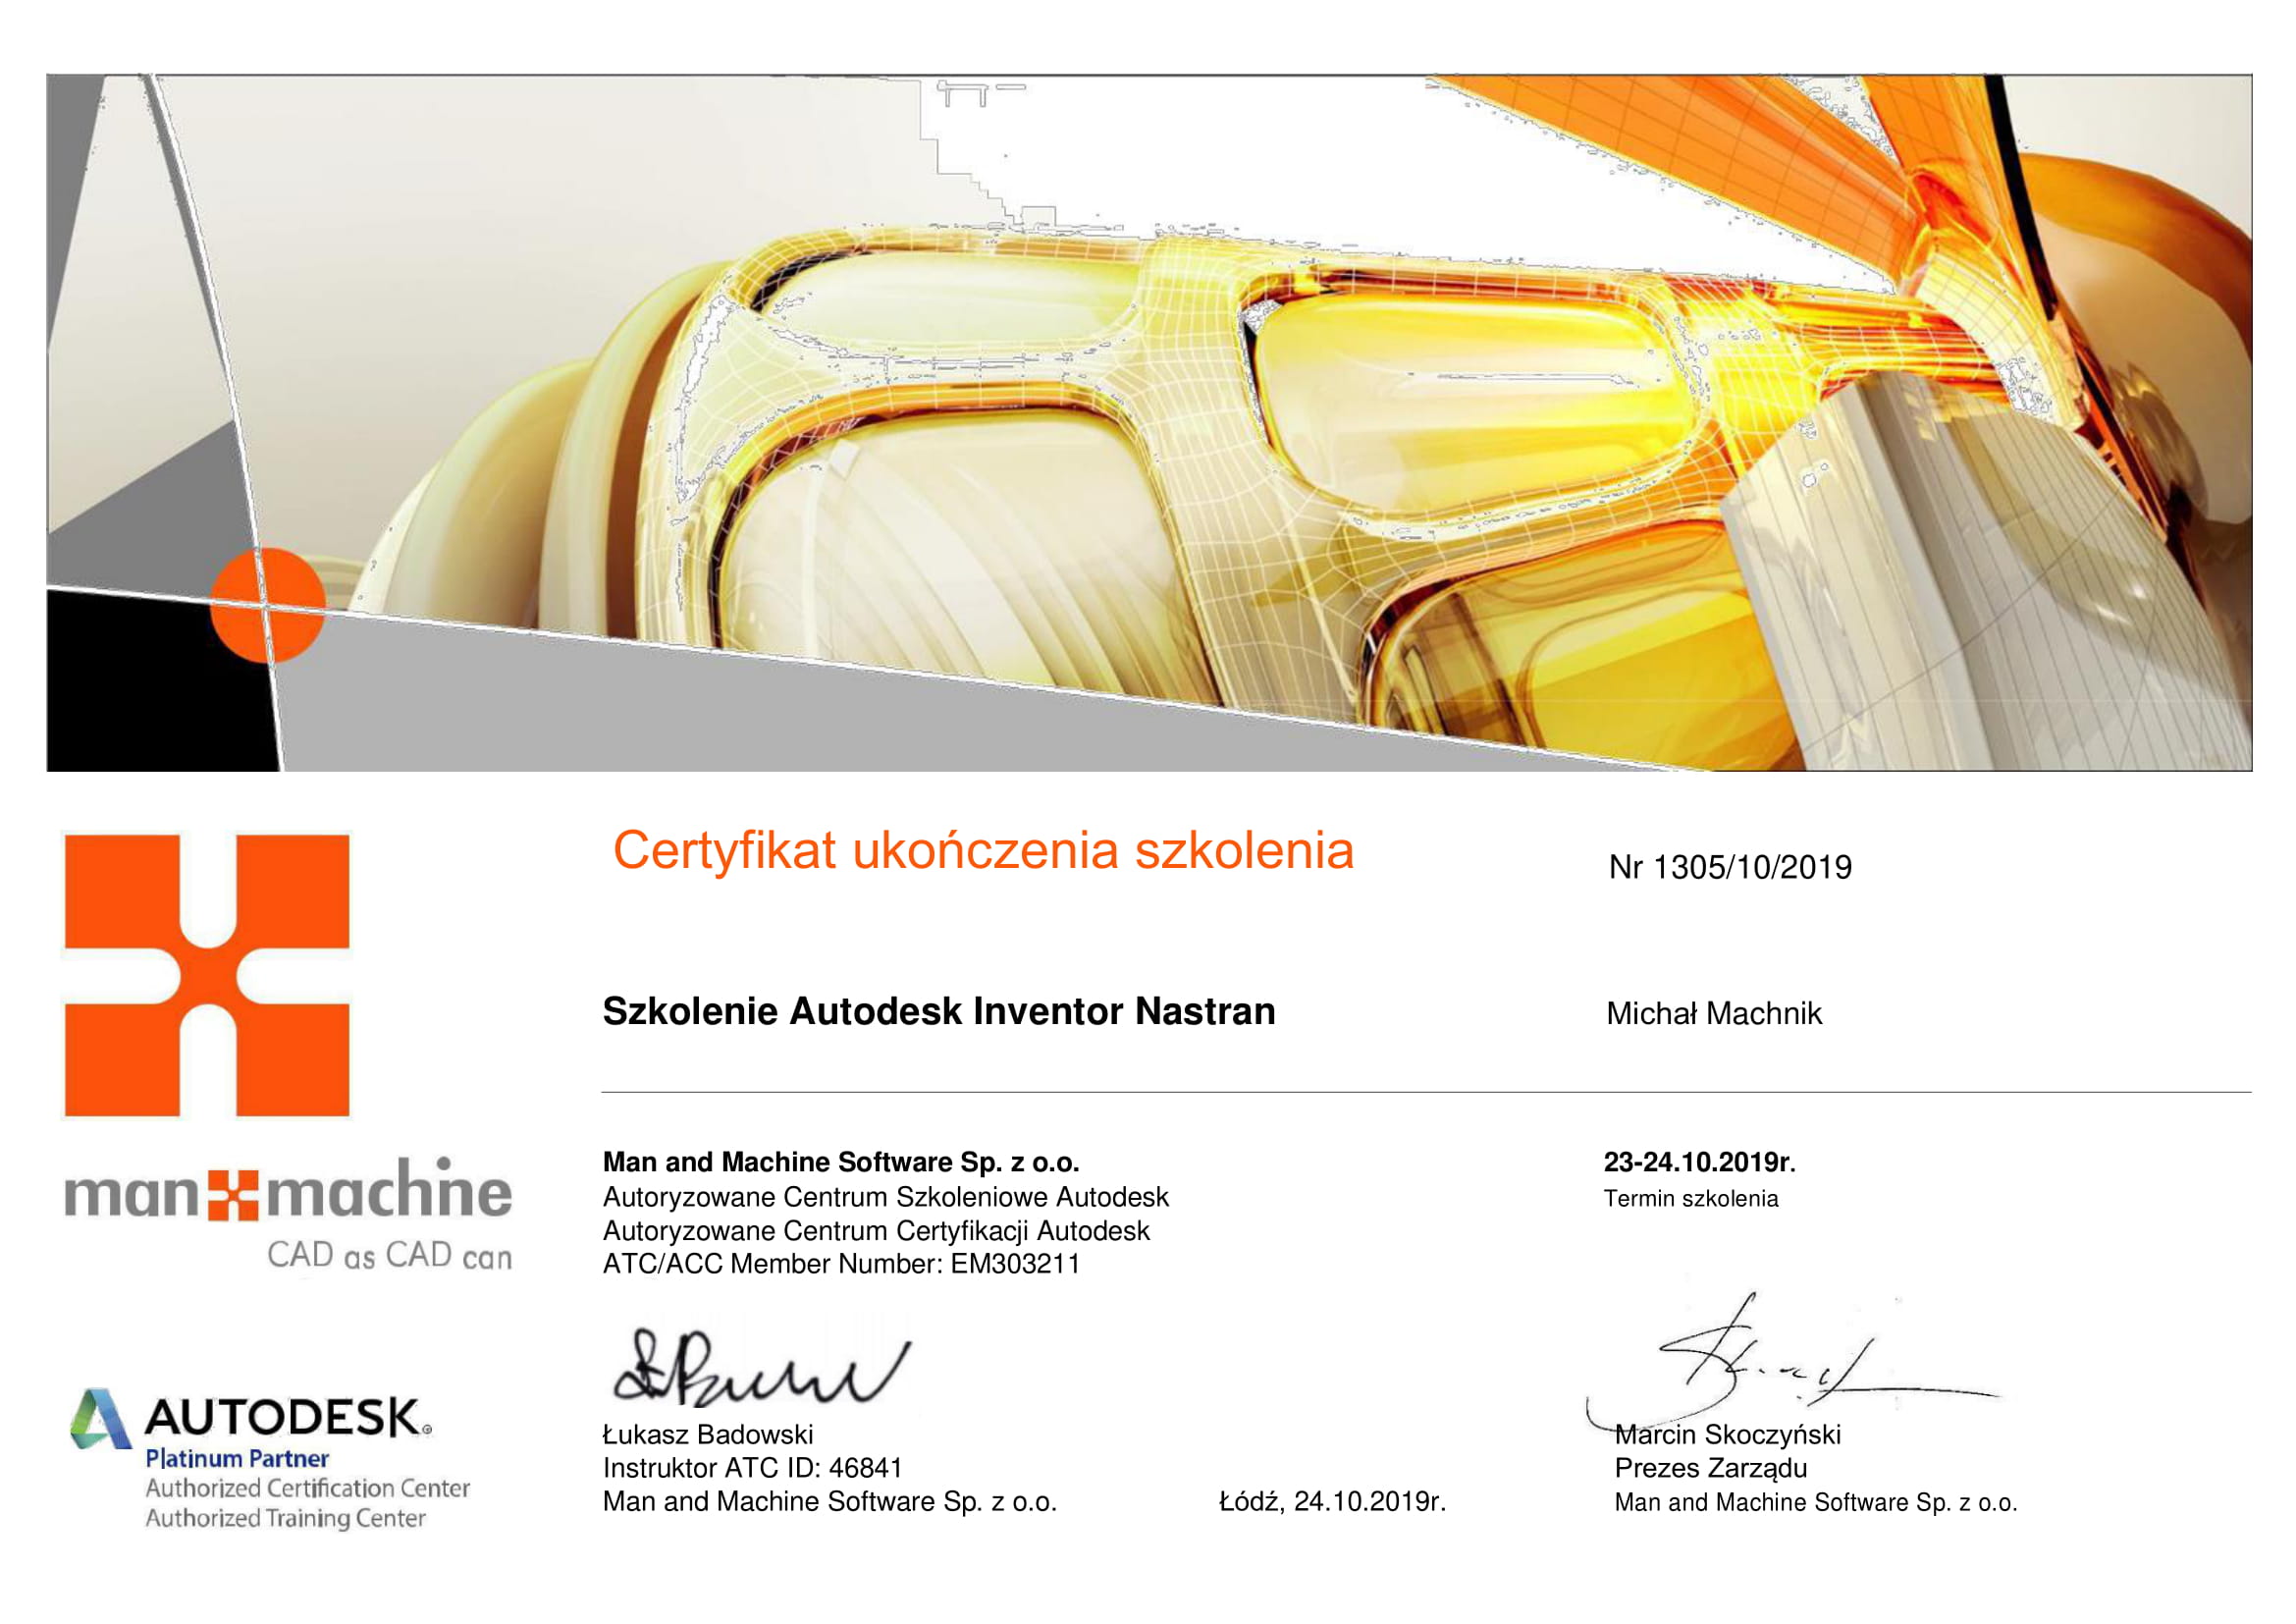 Certyfikat ukończenia szkolenia
Nr 1305/10/2019
Szkolenie Autodesk Inventor Nastran
Michał Machnik
man machine
CAD as CAD can
Man and Machine Software Sp. z o.o.
Autoryzowane Centrum Szkoleniowe Autodesk
Autoryzowane Centrum Certyfikacji Autodesk
ATC/ACC Member Number: EM303211
23-24.10.2019r.
Termin szkolenia
AUTODESK®
Platinum Partner
Authorized Certification Center
Authorized Training Center
Łukasz Badowski
Instruktor ATC ID: 46841
Man and Machine Software Sp. z o.o.
Łódź, 24.10.2019r.
Marcin Skoczyński
Prezes Zarządu
Man and Machine Software Sp. z o.o.